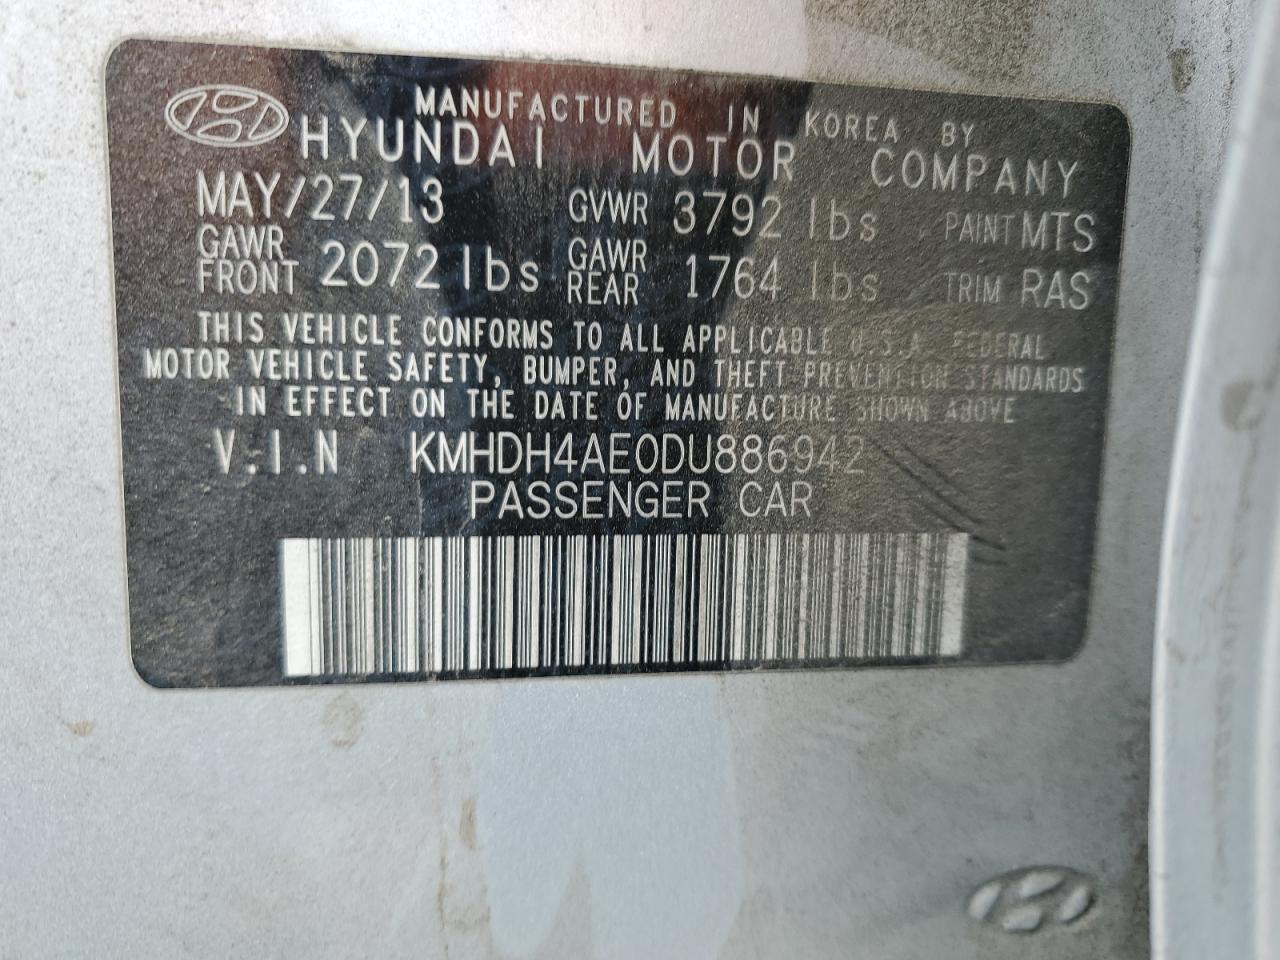 MANUFACTURED IN KOREA BY
HYUNDAI MOTOR COMPANY
MAY/27/13 GVWR 3792 lbs PAINT MTS
GAWR FRONT 2072 lbs GAWR REAR 1764 lbs TRIM RAS
THIS VEHICLE CONFORMS TO ALL APPLICABLE U.S.A FEDERAL
MOTOR VEHICLE SAFETY, BUMPER, AND THEFT PREVENTION STANDARDS
IN EFFECT ON THE DATE OF MANUFACTURE SHOWN ABOVE
V.I.N KMHDH4AE0DU886942
PASSENGER CAR